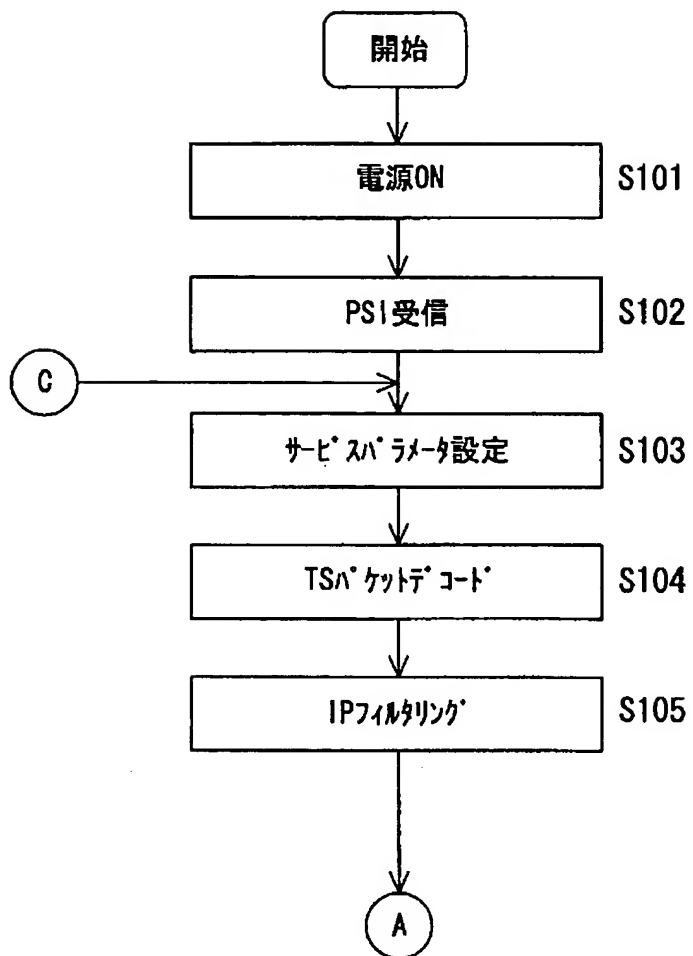 開始
電源ON
S101
PSI受信
S102
C
サービスパラメータ設定
S103
TSパケットデコード
S104
IPフィルタリング
S105
A